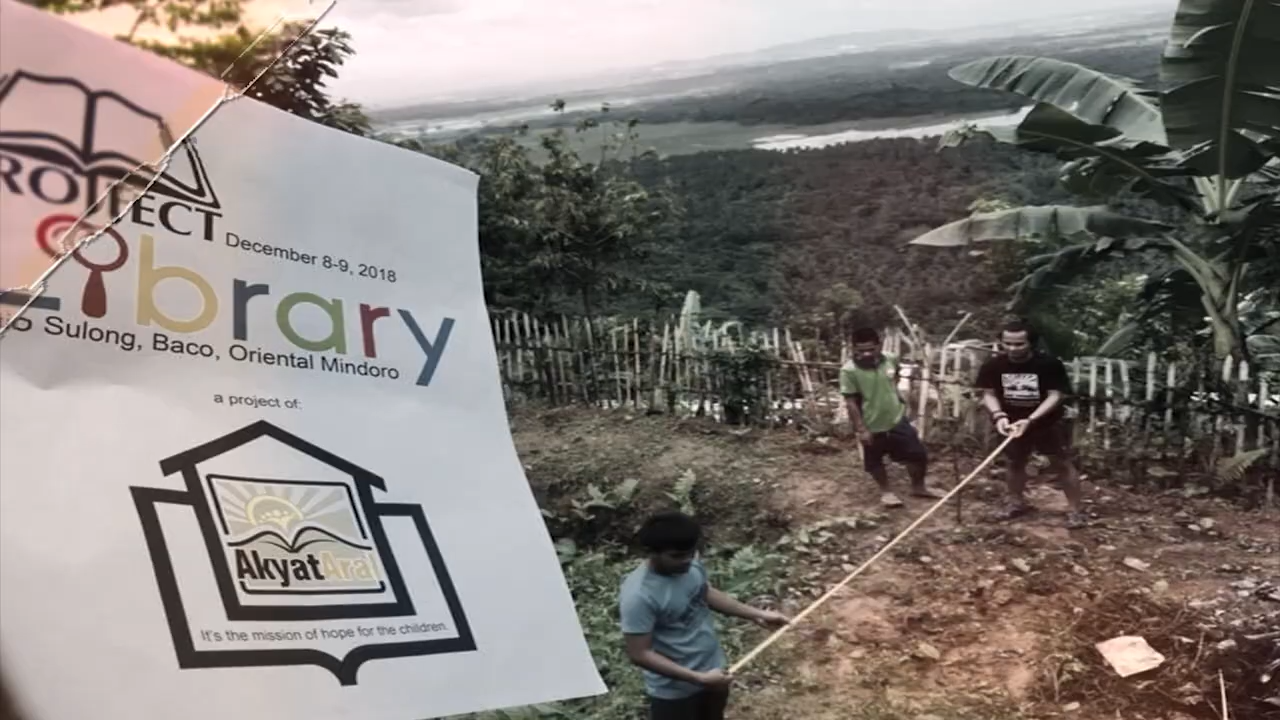 PROJECT
Library
December 8-9, 2018
Sulong, Baco, Oriental Mindoro
a project of:
AkyatAral
It's the mission of hope for the children.